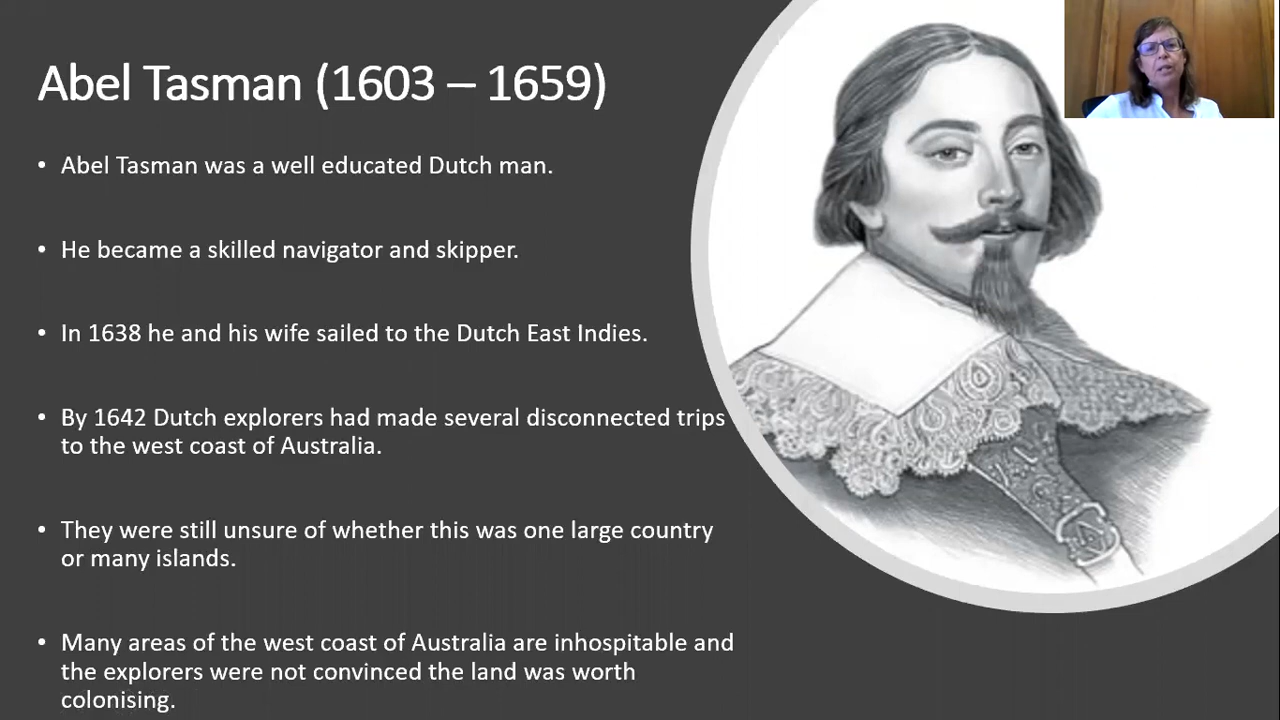 Abel Tasman (1603 – 1659)
• Abel Tasman was a well educated Dutch man.
• He became a skilled navigator and skipper.
• In 1638 he and his wife sailed to the Dutch East Indies.
• By 1642 Dutch explorers had made several disconnected trips
to the west coast of Australia.
• They were still unsure of whether this was one large country
or many islands.
• Many areas of the west coast of Australia are inhospitable and
the explorers were not convinced the land was worth
colonising.